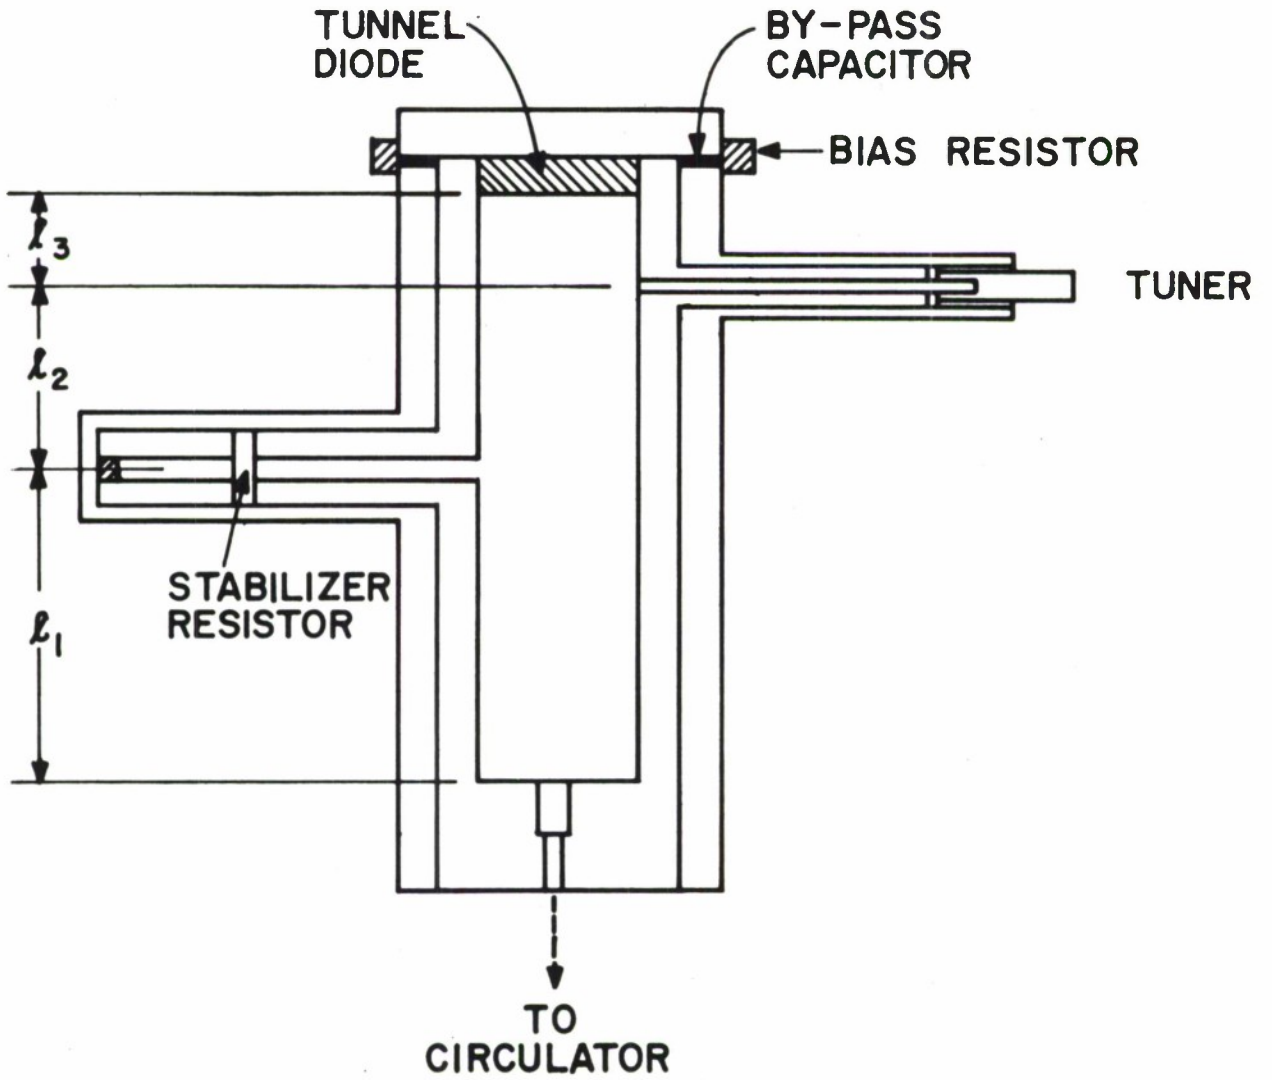 TUNNEL
DIODE
BY-PASS
CAPACITOR
BIAS RESISTOR
ℓ3
TUNER
ℓ2
STABILIZER
RESISTOR
ℓ1
TO
CIRCULATOR